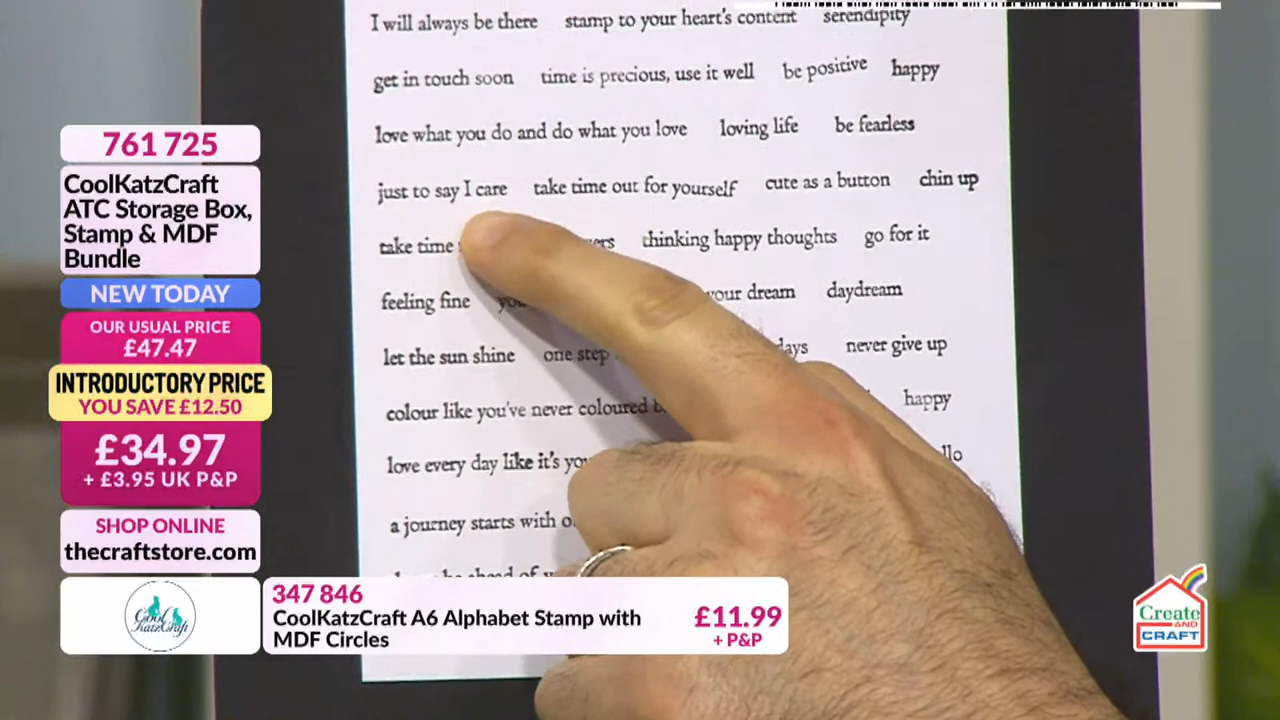 I will always be there stamp to your heart's content serendipity
get in touch soon time is precious, use it well be positive happy
love what you do and do what you love loving life be fearless
just to say I care take time out for yourself cute as a button chin up
take time thinking happy thoughts go for it
feeling fine your dream daydream
let the sun shine one step never give up
colour like you've never coloured happy
love every day like it's
a journey starts with
761 725
CoolKatzCraft
ATC Storage Box,
Stamp & MDF
Bundle
NEW TODAY
OUR USUAL PRICE
£47.47
INTRODUCTORY PRICE
YOU SAVE £12.50
£34.97
+ £3.95 UK P&P
SHOP ONLINE
thecraftstore.com
Cool
KatzCraft
347 846
CoolKatzCraft A6 Alphabet Stamp with
MDF Circles
£11.99
+ P&P
Create
AND
CRAFT